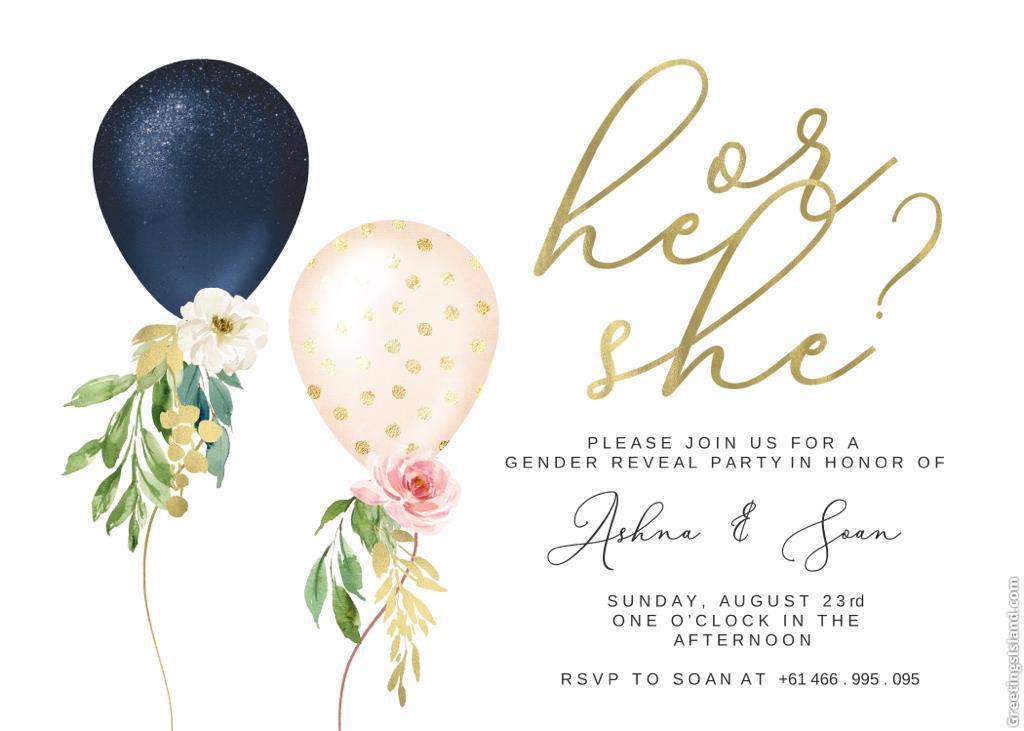 he or
she?
PLEASE JOIN US FOR A
GENDER REVEAL PARTY IN HONOR OF
Ashna & Soan
SUNDAY, AUGUST 23rd
ONE O'CLOCK IN THE
AFTERNOON
RSVP TO SOAN AT +61 466 . 995 . 095
GreetingsIsland.com